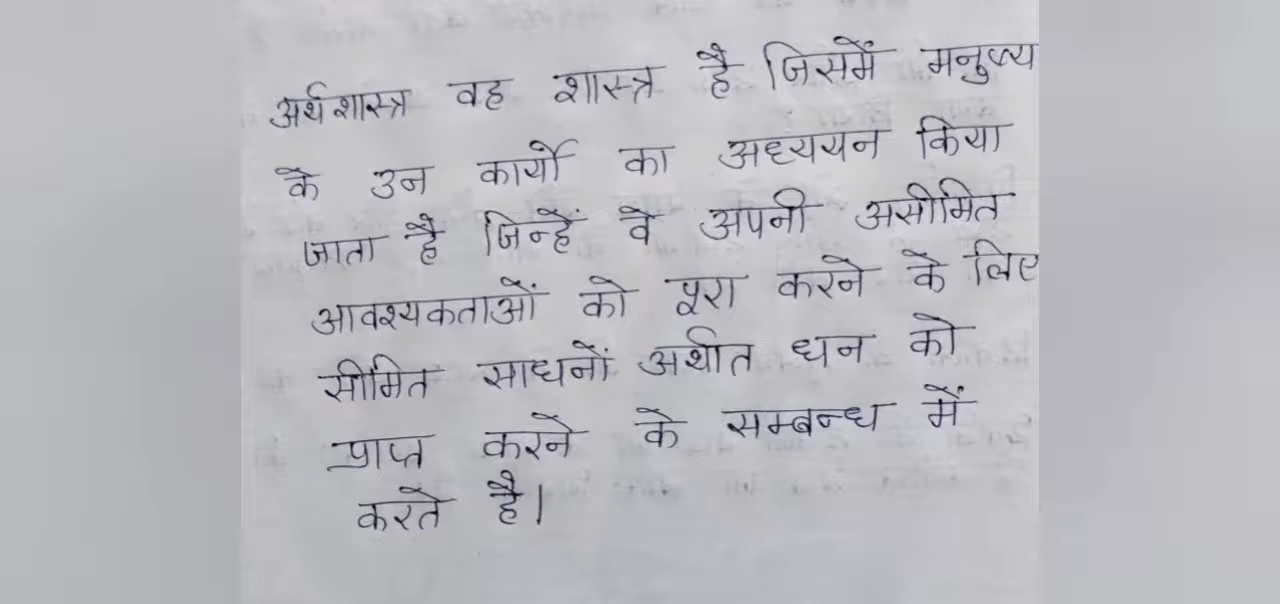 अर्थशास्त्र वह शास्त्र है जिसमें मनुष्य
के उन कार्यो का अध्ययन किया
जाता है जिन्हें वे अपनी असीमित
आवश्यकताओं को पूरा करने के लिए
सीमित साधनों अर्थात धन को
प्राप्त करने के सम्बन्ध में
करते है।